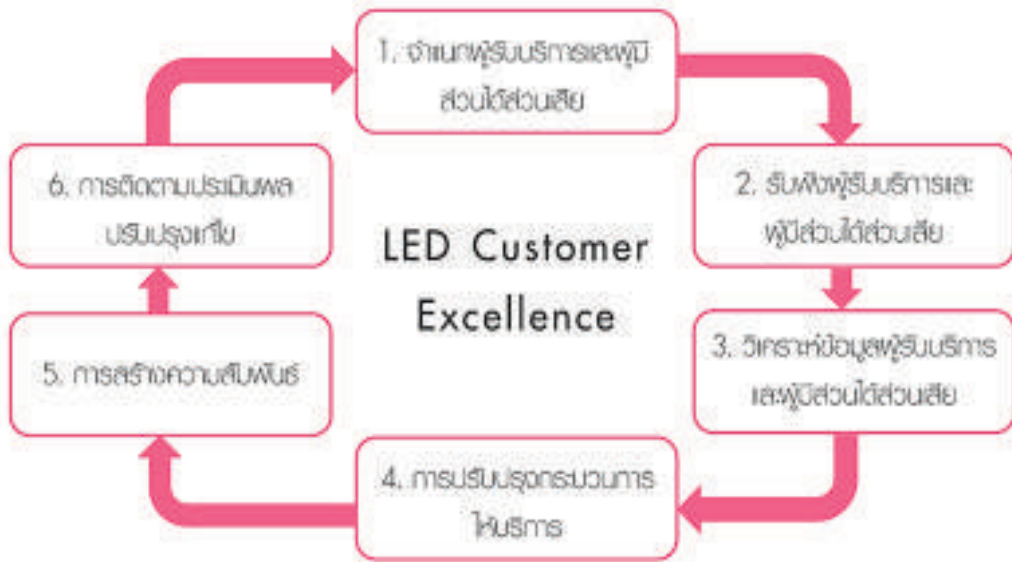 1. จำแนกผู้รับบริการและผู้มี
ส่วนได้ส่วนเสีย
2. รับฟังผู้รับบริการและ
ผู้มีส่วนได้ส่วนเสีย
3. วิเคราะห์ข้อมูลผู้รับบริการ
และผู้มีส่วนได้ส่วนเสีย
4. การปรับปรุงกระบวนการ
ให้บริการ
5. การสร้างความสัมพันธ์
6. การติดตามประเมินผล
ปรับปรุงแก้ไข
LED Customer
Excellence